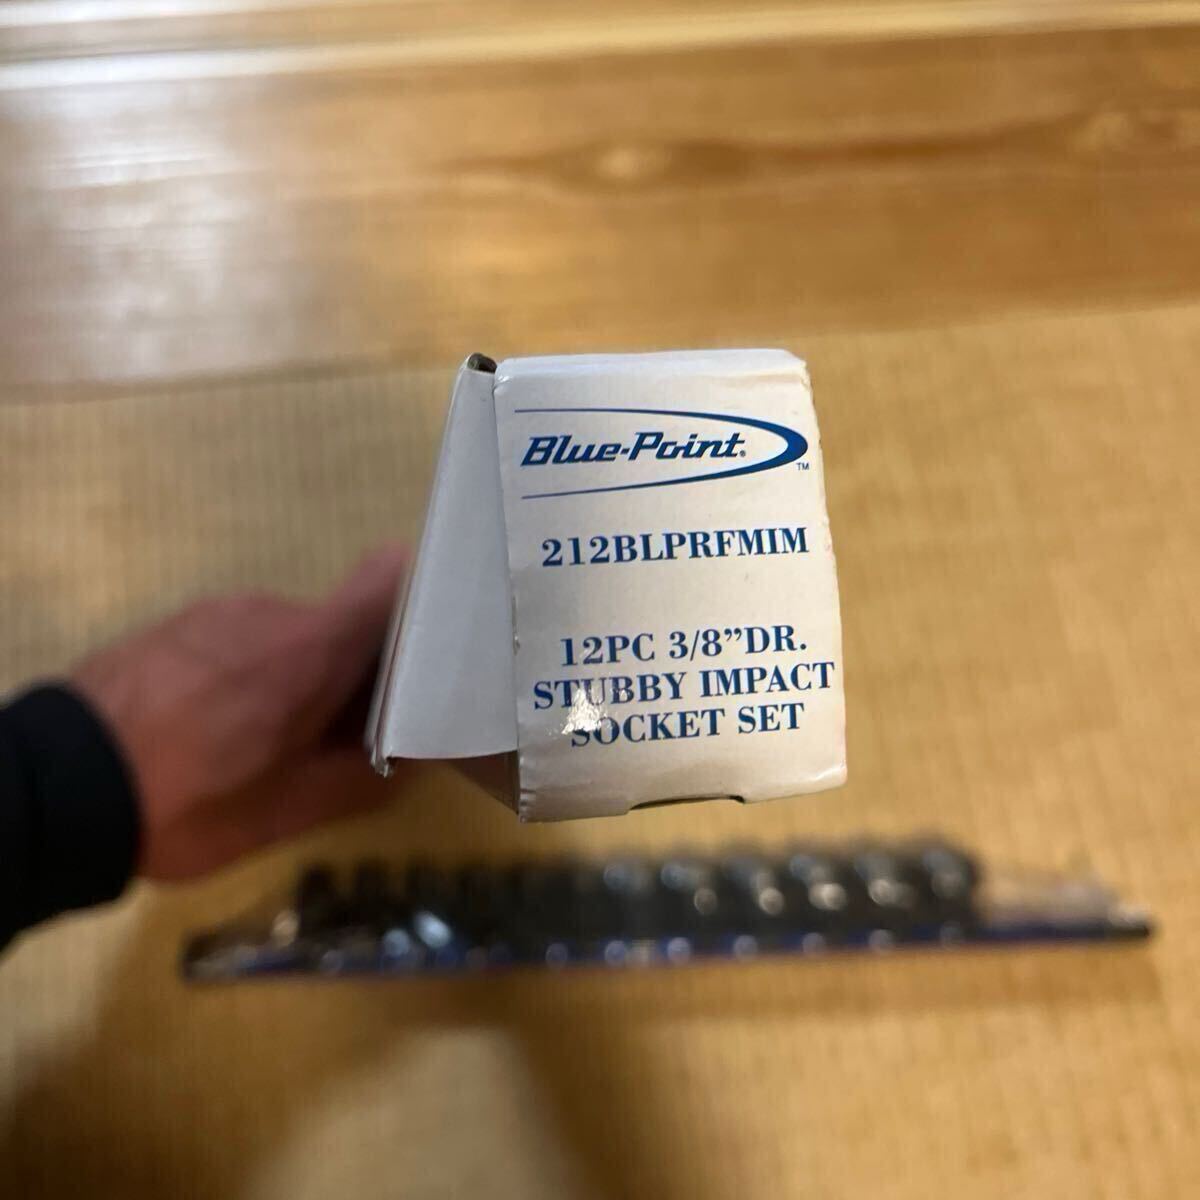 Blue-Point®
™
212BLPRFMIM
12PC 3/8”DR.
STUBBY IMPACT
SOCKET SET